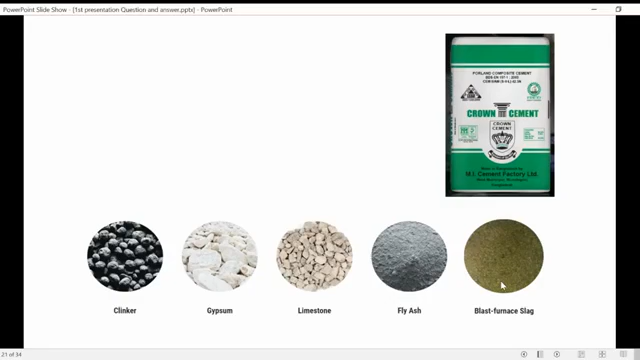 PowerPoint Slide Show - [1st presentation Question and answer.pptx] - PowerPoint
PORLAND COMPOSITE CEMENT
CROWN CEMENT
CROWN
CEMENT
M.I. Cement Factory Ltd.
Clinker
Gypsum
Limestone
Fly Ash
Blast-furnace Slag
21 of 34